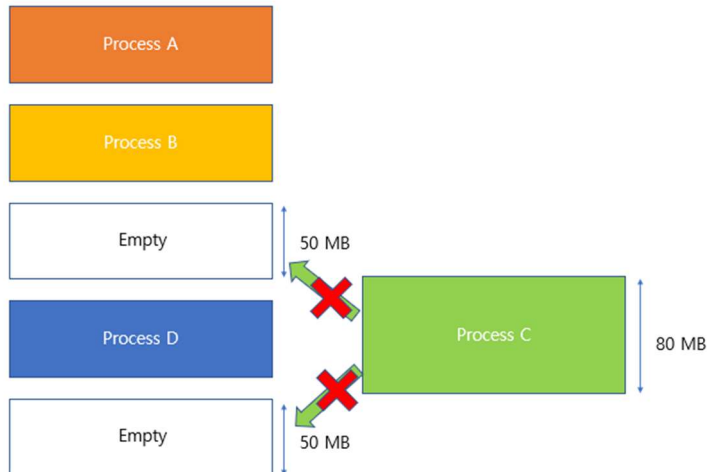 Process A
Process B
Empty
50 MB
Process D
Process C
80 MB
Empty
50 MB